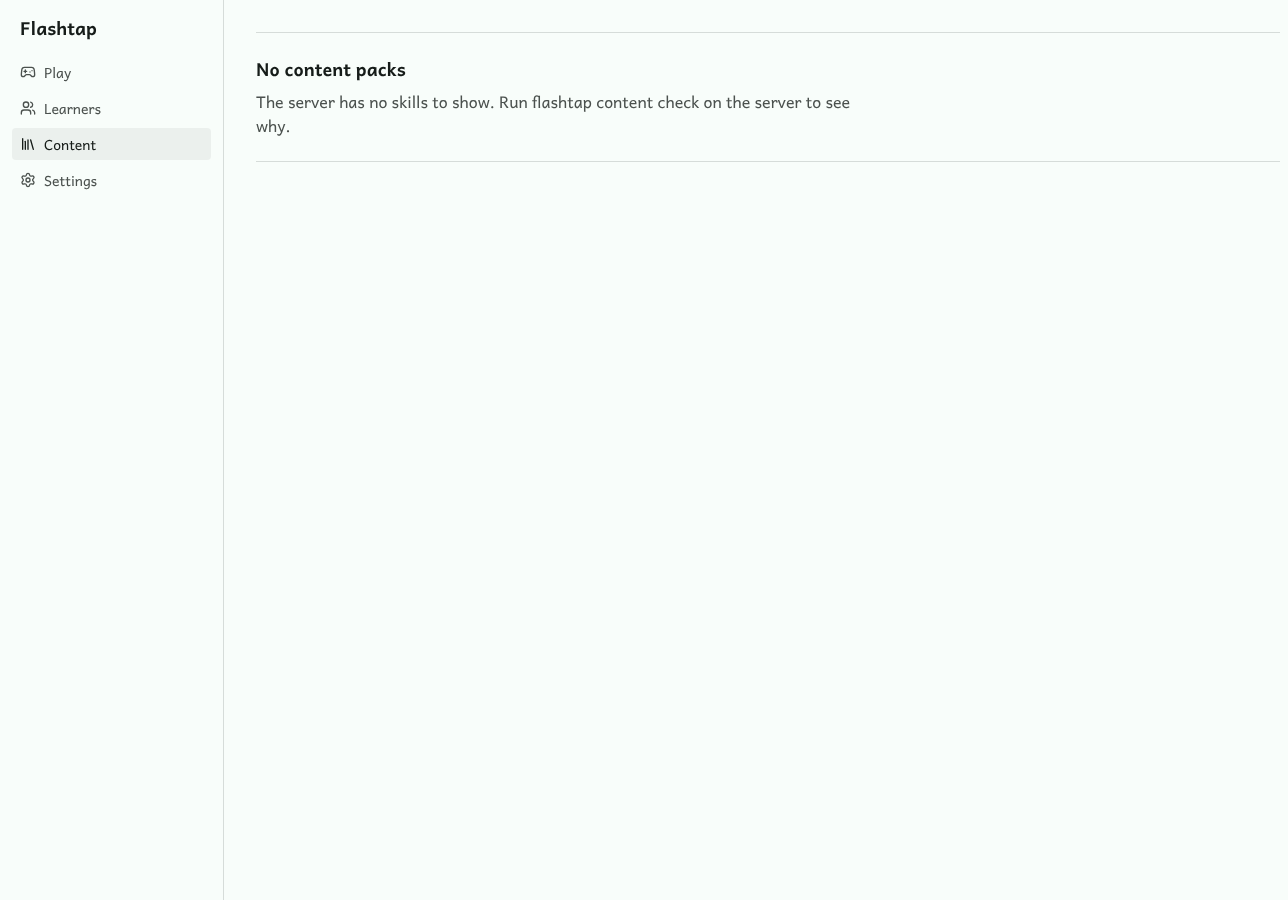 Flashtap
Play
Learners
Content
Settings
No content packs
The server has no skills to show. Run flashtap content check on the server to see
why.